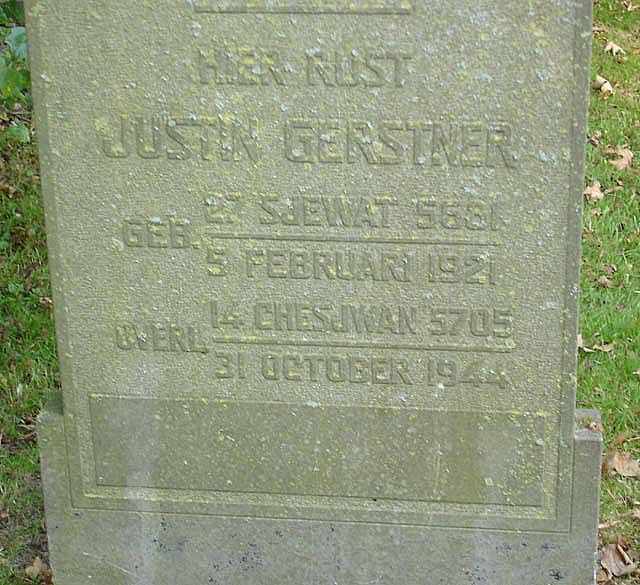 HIER RUST
JUSTIN GERSTNER
GEB. 27 SJEWAT 5681
5 FEBRUARI 1921
OVERL. 14 CHESJWAN 5705
31 OCTOBER 1944